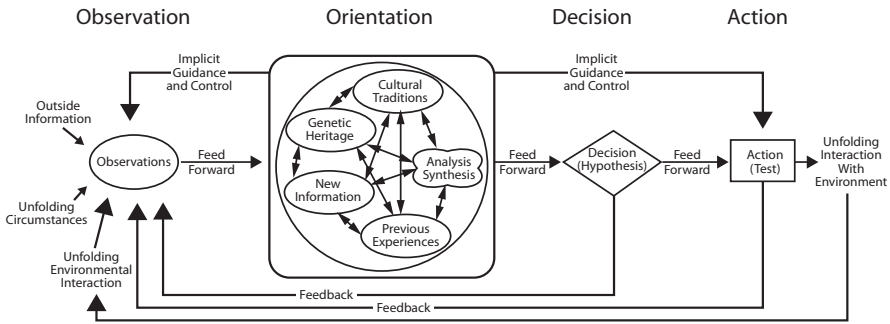 Observation
Orientation
Decision
Action
Implicit
Guidance
and Control
Implicit
Guidance
and Control
Outside
Information
Observations
Unfolding
Circumstances
Unfolding
Environmental
Interaction
Feed
Forward
Cultural
Traditions
Genetic
Heritage
Analysis
Synthesis
New
Information
Previous
Experiences
Feed
Forward
Decision
(Hypothesis)
Feed
Forward
Action
(Test)
Unfolding
Interaction
With
Environment
Feedback
Feedback